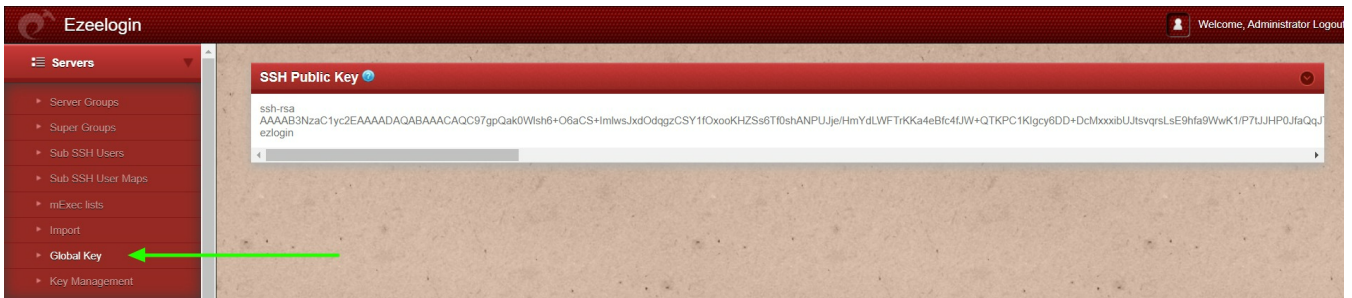 Ezeelogin
Welcome, Administrator Logout
Servers
Server Groups
Super Groups
Sub SSH Users
Sub SSH User Maps
mExec lists
Import
Global Key
Key Management
SSH Public Key
ssh-rsa
AAAAB3NzaC1yc2EAAAADAQABAAACAQC97gpQak0Wlsh6+O6aCS+ImlwsJxdOdqgzCSY1fOxooKHZSs6Tf0shANPUJje/HmYdLWFTrKKa4eBfc4fJW+QTKPC1KIgcy6DD+DcMxxxibUJtsvqrsLsE9hfa9WwK1/P7tJJHP0JfaQqJ
ezlogin